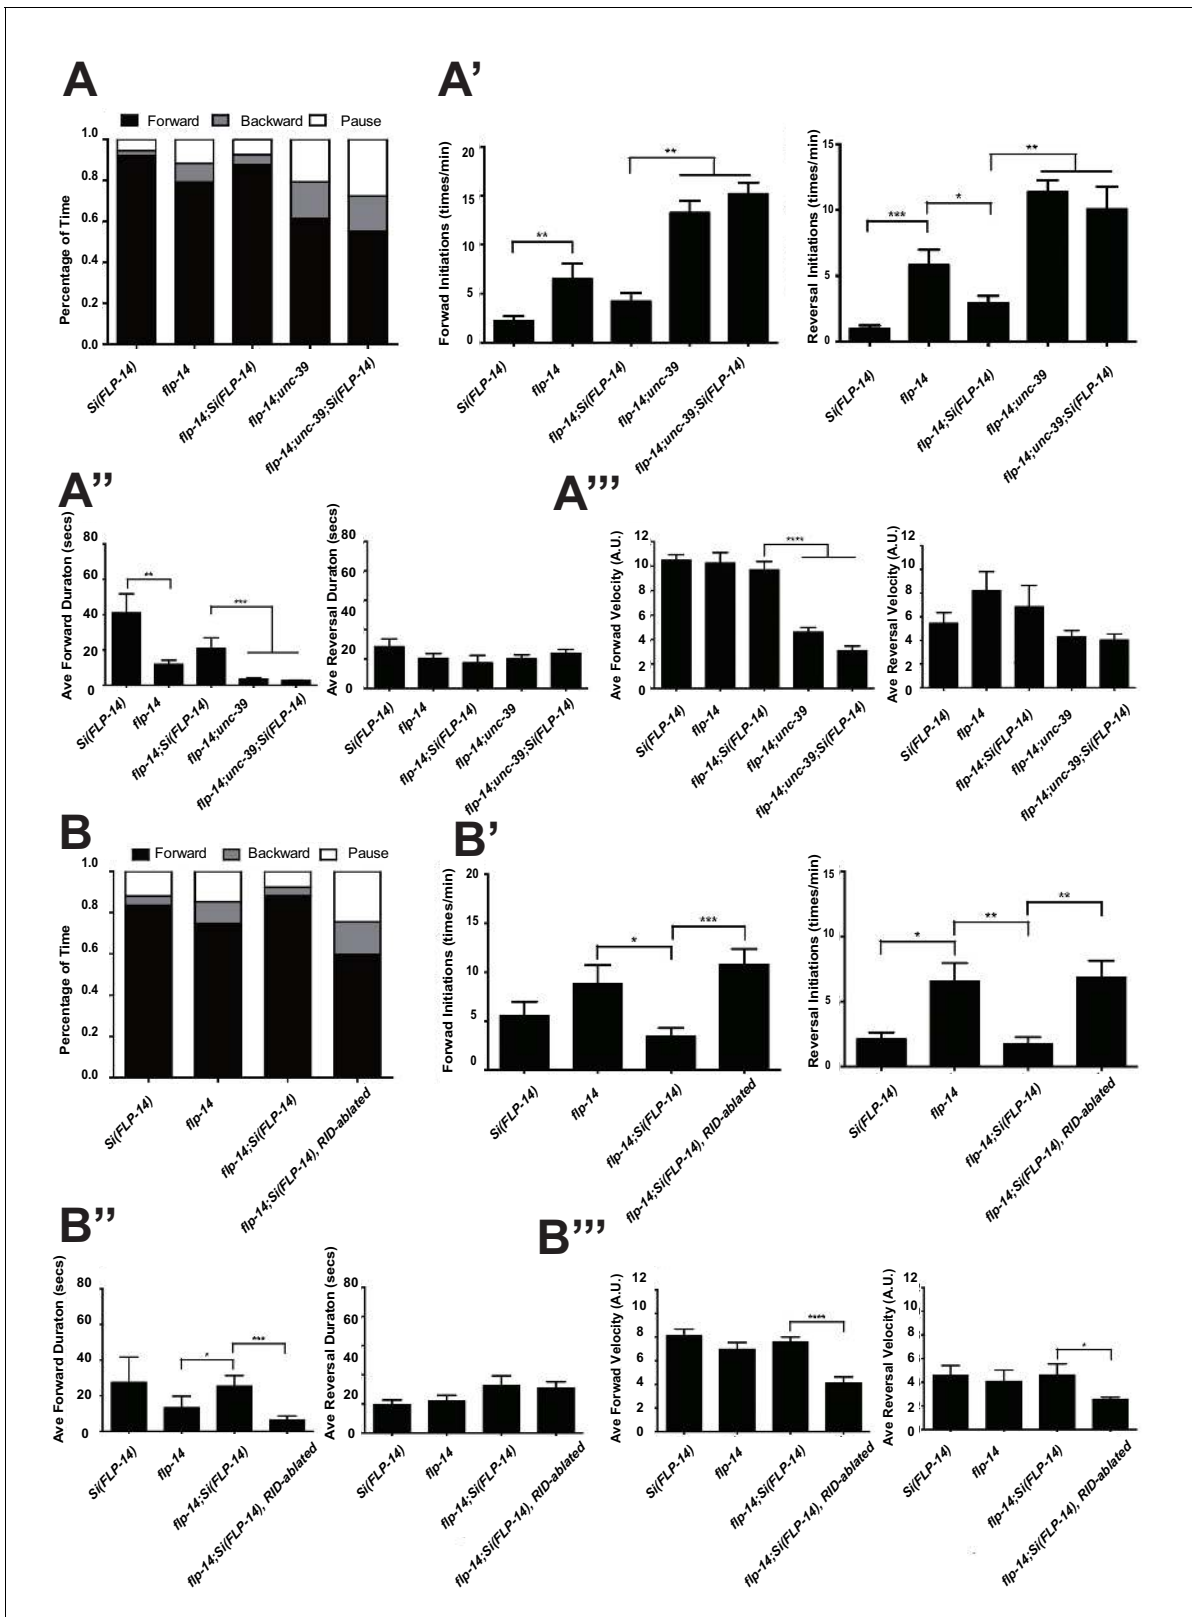 A
Forward Backward Pause
Percentage of Time
1.0
0.8
0.6
0.4
0.2
0.0
Si(FLP-14)
flp-14
flp-14;Si(FLP-14)
flp-14;unc-39
flp-14;unc-39;Si(FLP-14)
A’
Forwad Initiations (times/min)
20
15
10
5
0
**
**
Si(FLP-14)
flp-14
flp-14;Si(FLP-14)
flp-14;unc-39
flp-14;unc-39;Si(FLP-14)
Reversal Initiations (times/min)
15
10
5
0
***
*
**
Si(FLP-14)
flp-14
flp-14;Si(FLP-14)
flp-14;unc-39
flp-14;unc-39;Si(FLP-14)
A’’
Ave Forward Duraton (secs)
80
60
40
20
0
**
***
Si(FLP-14)
flp-14
flp-14;Si(FLP-14)
flp-14;unc-39
flp-14;unc-39;Si(FLP-14)
Ave Reversal Duraton (secs)
80
60
40
20
0
Si(FLP-14)
flp-14
flp-14;Si(FLP-14)
flp-14;unc-39
flp-14;unc-39;Si(FLP-14)
A’’’
Ave Forwad Velocity (A.U.)
12
10
8
6
4
2
0
****
Si(FLP-14)
flp-14
flp-14;Si(FLP-14)
flp-14;unc-39
flp-14;unc-39;Si(FLP-14)
Ave Reversal Velocity (A.U.)
12
10
8
6
4
2
0
Si(FLP-14)
flp-14
flp-14;Si(FLP-14)
flp-14;unc-39
flp-14;unc-39;Si(FLP-14)
B
Forward Backward Pause
Percentage of Time
1.0
0.8
0.6
0.4
0.2
0.0
Si(FLP-14)
flp-14
flp-14;Si(FLP-14)
flp-14;Si(FLP-14), RID-ablated
B’
Forwad Initiations (times/min)
20
15
10
5
0
*
***
Si(FLP-14)
flp-14
flp-14;Si(FLP-14)
flp-14;Si(FLP-14), RID-ablated
Reversal Initiations (times/min)
15
10
5
0
*
**
**
Si(FLP-14)
flp-14
flp-14;Si(FLP-14)
flp-14;Si(FLP-14), RID-ablated
B’’
Ave Forward Duraton (secs)
80
60
40
20
0
*
***
Si(FLP-14)
flp-14
flp-14;Si(FLP-14)
flp-14;Si(FLP-14), RID-ablated
Ave Reversal Duraton (secs)
80
60
40
20
0
Si(FLP-14)
flp-14
flp-14;Si(FLP-14)
flp-14;Si(FLP-14), RID-ablated
B’’’
Ave Forwad Velocity (A.U.)
12
10
8
6
4
2
0
****
Si(FLP-14)
flp-14
flp-14;Si(FLP-14)
flp-14;Si(FLP-14), RID-ablated
Ave Reversal Velocity (A.U.)
12
10
8
6
4
2
0
*
Si(FLP-14)
flp-14
flp-14;Si(FLP-14)
flp-14;Si(FLP-14), RID-ablated